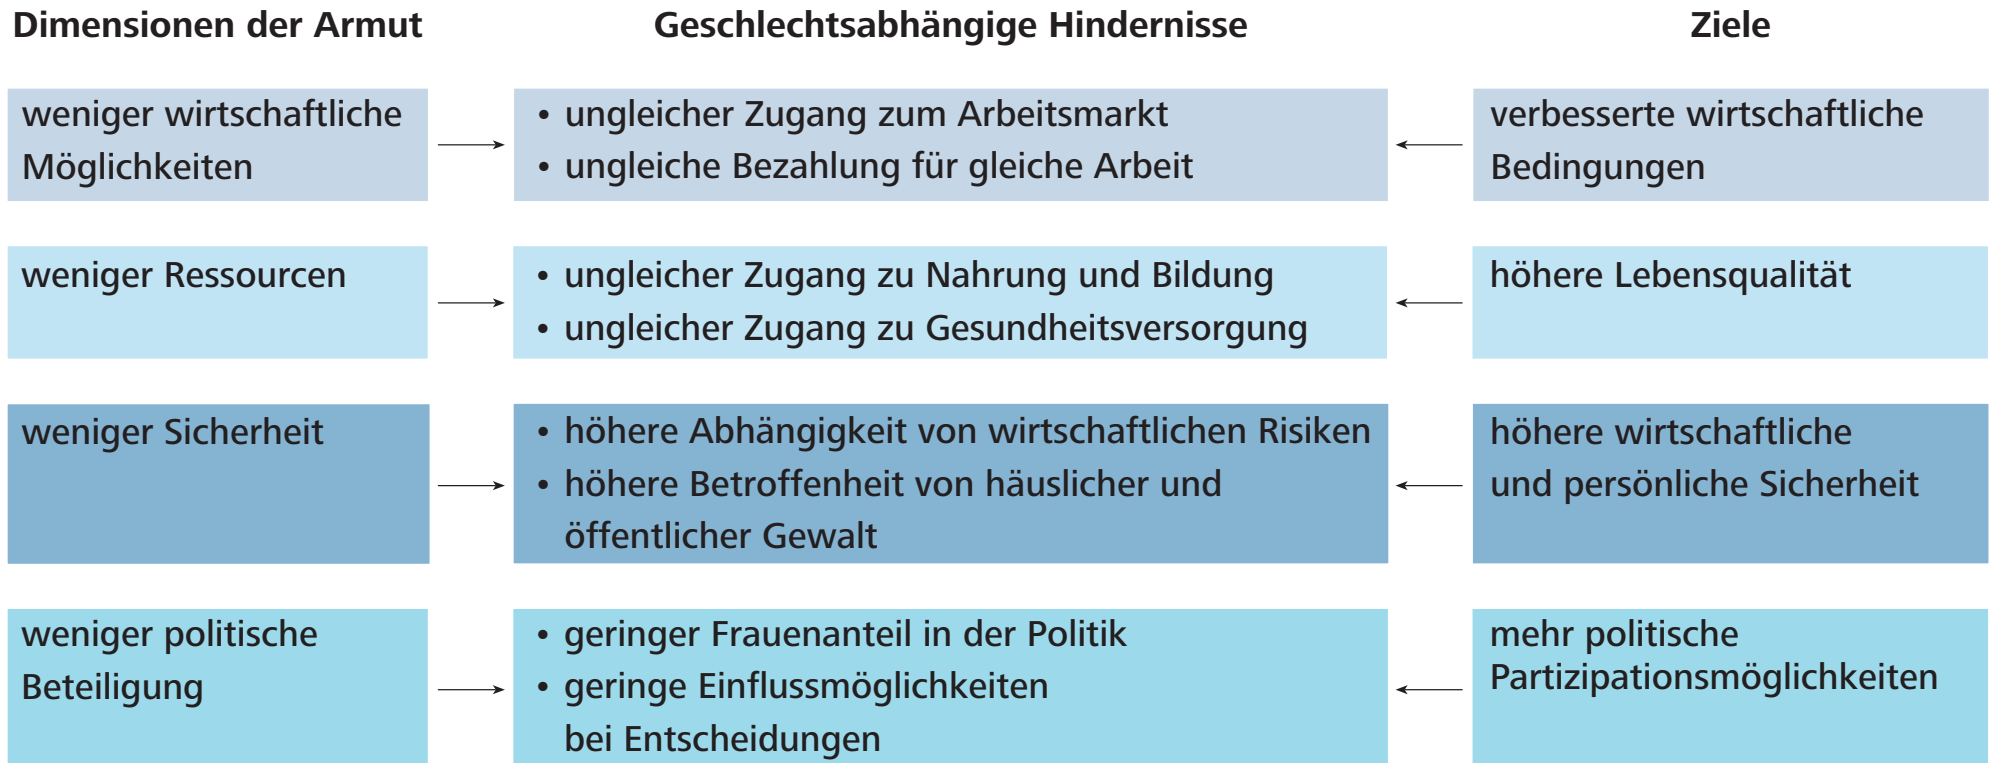 Dimensionen der Armut
Geschlechtsabhängige Hindernisse
Ziele
weniger wirtschaftliche
Möglichkeiten
• ungleicher Zugang zum Arbeitsmarkt
• ungleiche Bezahlung für gleiche Arbeit
verbesserte wirtschaftliche
Bedingungen
weniger Ressourcen
• ungleicher Zugang zu Nahrung und Bildung
• ungleicher Zugang zu Gesundheitsversorgung
höhere Lebensqualität
weniger Sicherheit
• höhere Abhängigkeit von wirtschaftlichen Risiken
• höhere Betroffenheit von häuslicher und
öffentlicher Gewalt
höhere wirtschaftliche
und persönliche Sicherheit
weniger politische
Beteiligung
• geringer Frauenanteil in der Politik
• geringe Einflussmöglichkeiten
bei Entscheidungen
mehr politische
Partizipationsmöglichkeiten